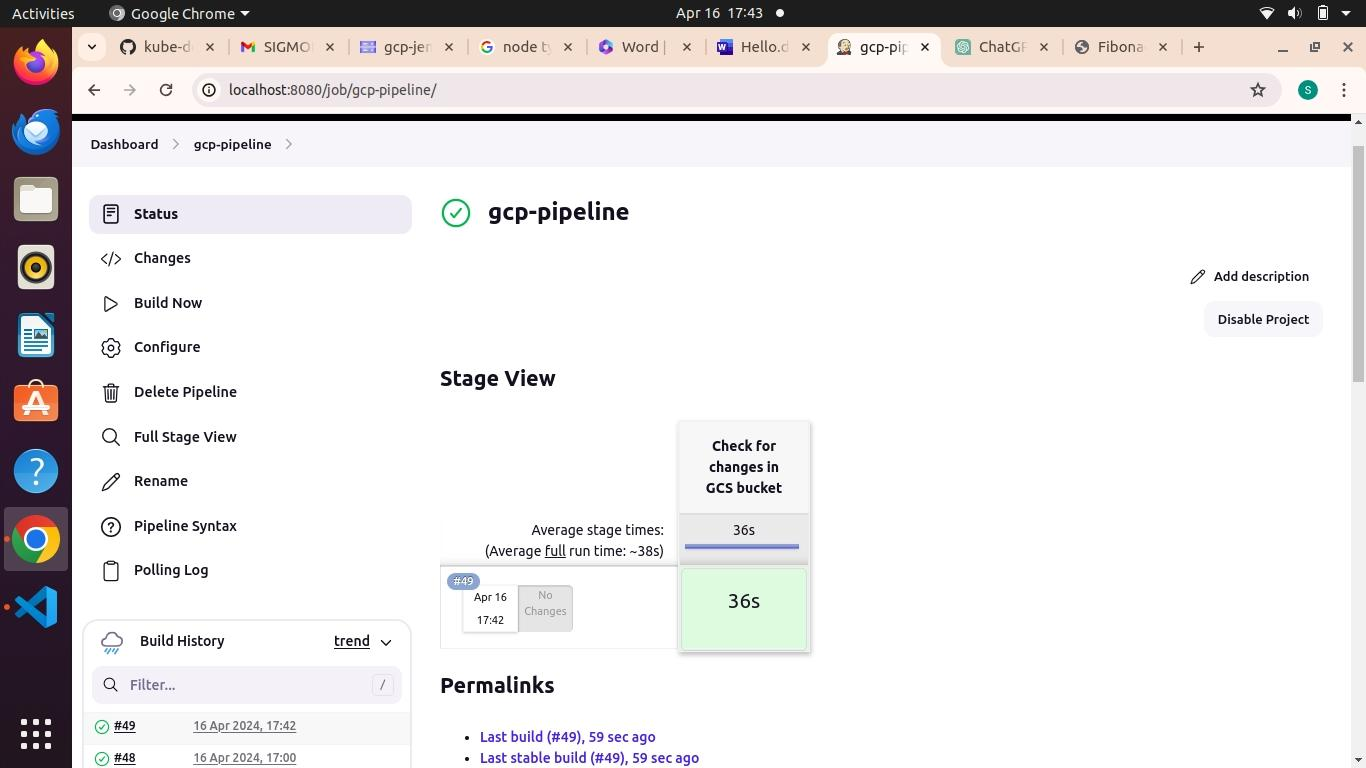 Activities
Google Chrome
Apr 16 17:43
kube-d
SIGMO
gcp-jer
node ty
Word |
Hello.d
gcp-pip
ChatGP
Fibona
localhost:8080/job/gcp-pipeline/
S
Dashboard
gcp-pipeline
Status
Changes
Build Now
Configure
Delete Pipeline
Full Stage View
Rename
Pipeline Syntax
Polling Log
Build History
trend
Filter...
/
#49
16 Apr 2024, 17:42
#48
16 Apr 2024, 17:00
gcp-pipeline
Add description
Disable Project
Stage View
Check for
changes in
GCS bucket
Average stage times:
36s
(Average full run time: ~38s)
#49
Apr 16
17:42
No
Changes
36s
Permalinks
Last build (#49), 59 sec ago
Last stable build (#49), 59 sec ago